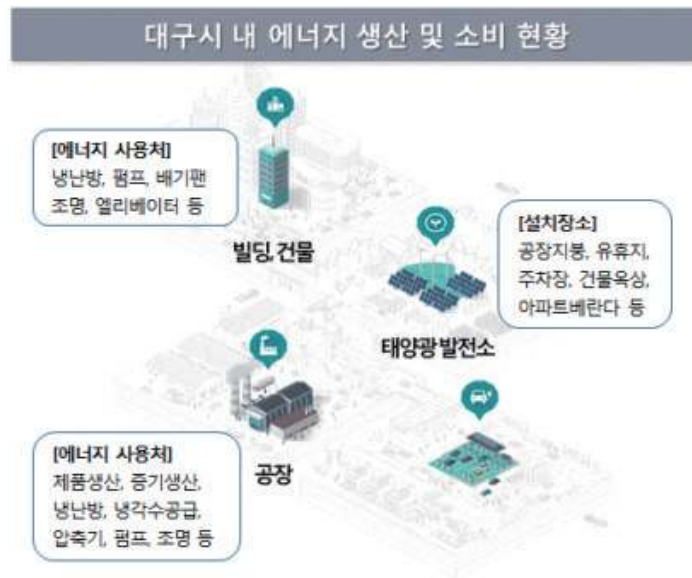 대구시 내 에너지 생산 및 소비 현황
[에너지 사용처]
냉난방, 펌프, 배기팬
조명, 엘리베이터 등
빌딩, 건물
[설치장소]
공장지붕, 유휴지,
주차장, 건물옥상,
아파트베란다 등
태양광 발전소
[에너지 사용처]
제품생산, 증기생산,
냉난방, 냉각수공급,
압축기, 펌프, 조명 등
공장